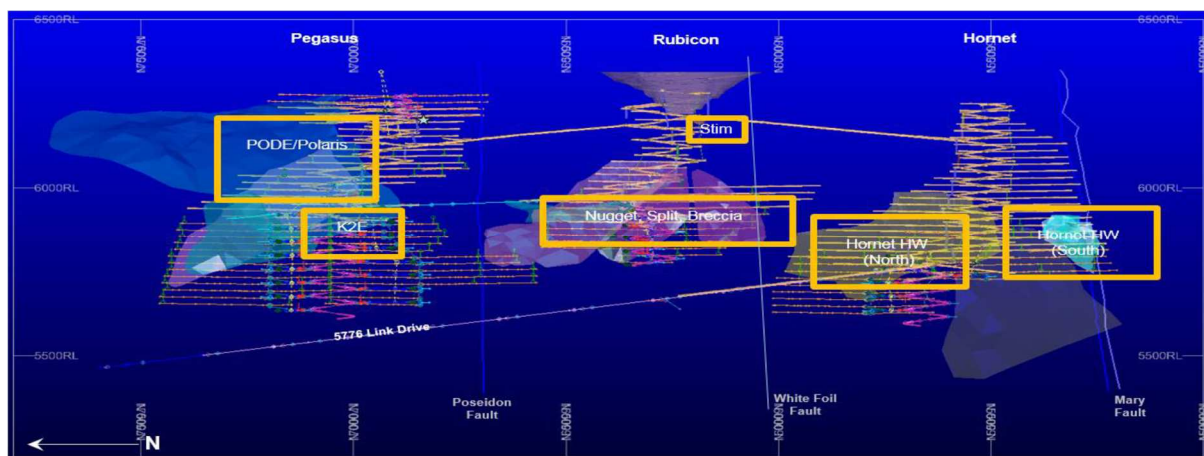 6500RL
6500RL
Pegasus
Rubicon
Hornet
Stim
PODE/Polaris
6000RL
6000RL
Nugget, Split, Breccia
K2E
Hornet HW
(North)
Hornot HW
(South)
5776 Link Drive
5500RL
5500RL
Poseidon
Fault
White Foil
Fault
Mary
Fault
N